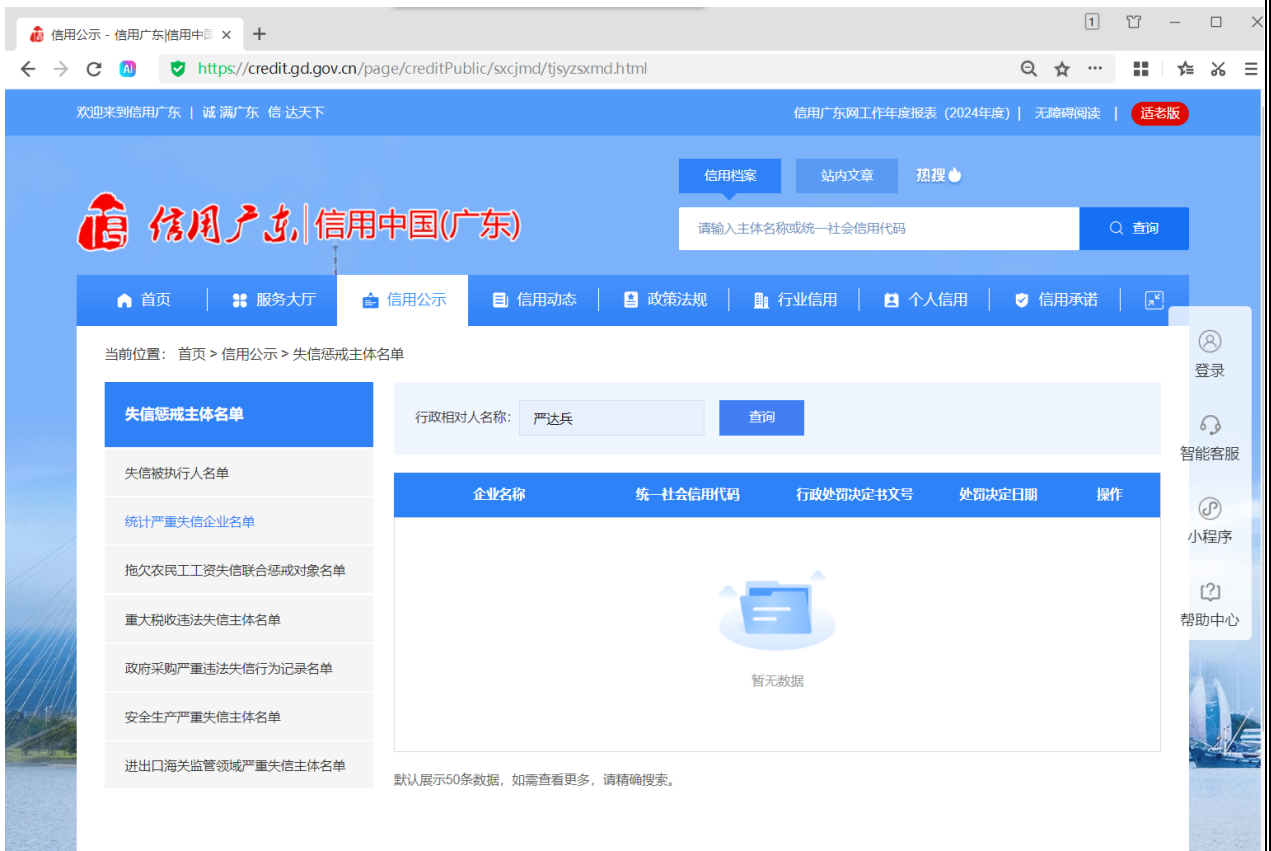 信用公示 - 信用广东|信用中国
1
AI
https://credit.gd.gov.cn/page/creditPublic/sxcjmd/tjsyzsxmd.html
欢迎来到信用广东 | 诚·满广东 信·达天下
信用广东网工作年度报表（2024年度） | 无障碍阅读 | 适老版
信用档案 站内文章 热搜
信用广东 | 信用中国(广东)
请输入主体名称或统一社会信用代码 查询
首页 服务大厅 信用公示 信用动态 政策法规 行业信用 个人信用 信用承诺
当前位置： 首页 > 信用公示 > 失信惩戒主体名单
登录
智能客服
小程序
帮助中心
失信惩戒主体名单
失信被执行人名单
统计严重失信企业名单
拖欠农民工工资失信联合惩戒对象名单
重大税收违法失信主体名单
政府采购严重违法失信行为记录名单
安全生产严重失信主体名单
进出口海关监管领域严重失信主体名单
行政相对人名称: 严达兵 查询
企业名称 统一社会信用代码 行政处罚决定书文号 处罚决定日期 操作
暂无数据
默认展示50条数据，如需查看更多，请精确搜索。